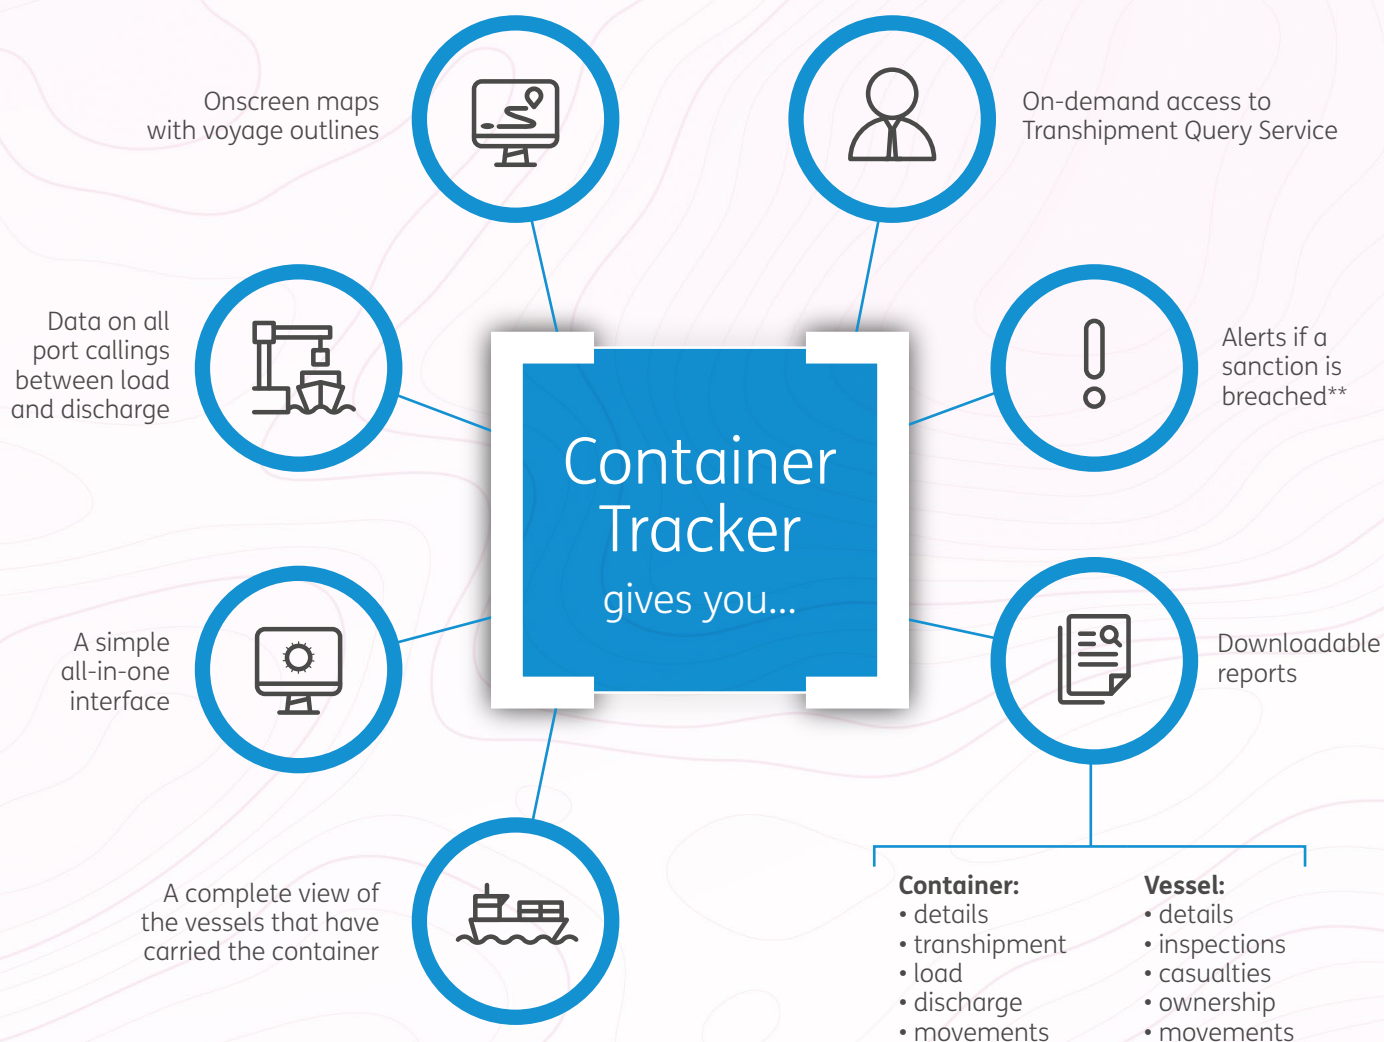 Onscreen maps
with voyage outlines
On-demand access to
Transhipment Query Service
Data on all
port callings
between load
and discharge
Alerts if a
sanction is
breached**
Container
Tracker
gives you...
A simple
all-in-one
interface
Downloadable
reports
A complete view of
the vessels that have
carried the container
Container:
• details
• transhipment
• load
• discharge
• movements
Vessel:
• details
• inspections
• casualties
• ownership
• movements